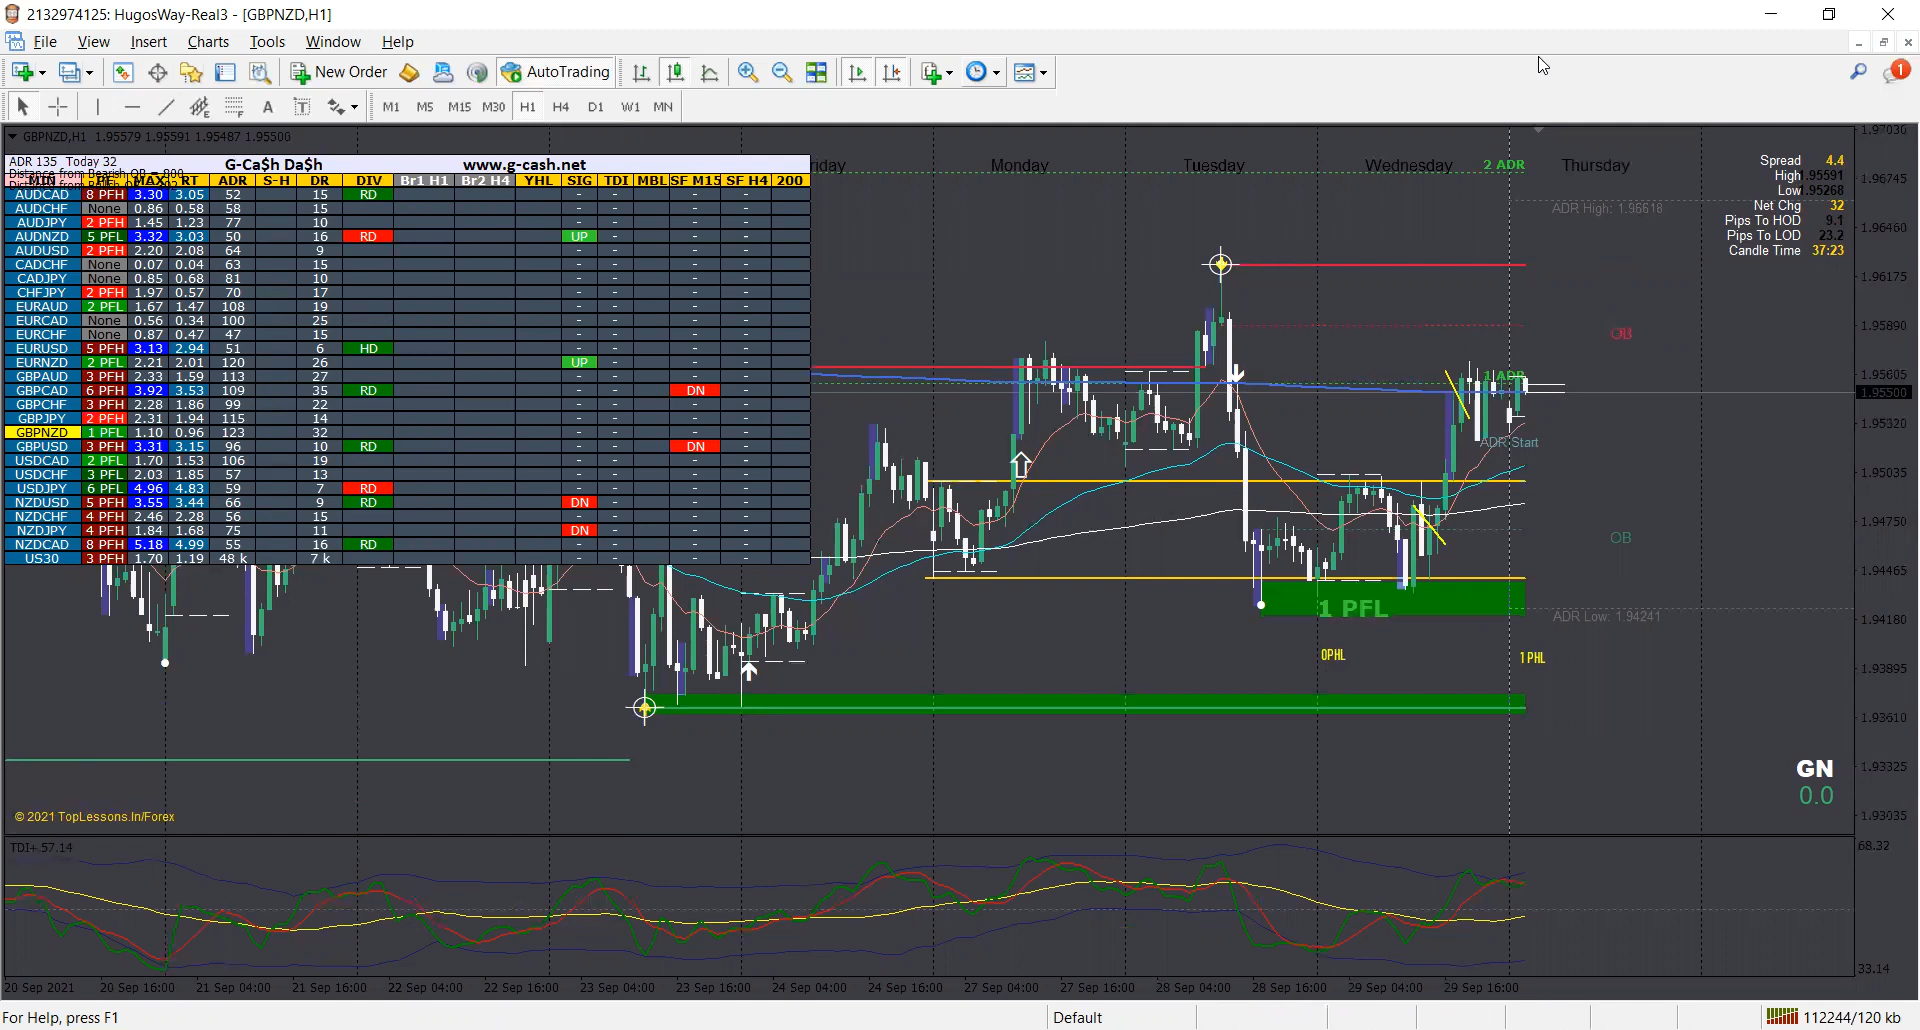 2132974125: HugosWay-Real3 - [GBPNZD,H1]
File View Insert Charts Tools Window Help
New Order AutoTrading 1
A T M1 M5 M15 M30 H1 H4 D1 W1 MN
GBPNZD,H1 1.95579 1.95591 1.95487 1.95500
ADR 135 Today 32 G-Ca$h Da$h www.g-cash.net
Distance from Bearish OB = 800
MIN MAX RT ADR S-H DR DIV Br1 H1 Br2 H4 YHL SIG TDI MBL SF M15 SF H4 200
AUDCAD 8 PFH 3.30 3.05 52 15 RD - - - -
AUDCHF None 0.86 0.58 58 15 - - - -
AUDJPY 2 PFH 1.45 1.23 77 10 - - - -
AUDNZD 5 PFL 3.32 3.03 50 16 RD UP - - -
AUDUSD 2 PFH 2.20 2.08 64 9 - - - -
CADCHF None 0.07 0.04 63 15 - - - -
CADJPY None 0.85 0.68 81 10 - - - -
CHFJPY 2 PFH 1.97 0.57 70 17 - - - -
EURAUD 2 PFL 1.67 1.47 108 19 - - - -
EURCAD None 0.56 0.34 100 25 - - - -
EURCHF None 0.87 0.47 47 15 - - - -
EURUSD 5 PFH 3.13 2.94 51 6 HD - - - -
EURNZD 2 PFL 2.21 2.01 120 26 UP - - -
GBPAUD 3 PFH 2.33 1.59 113 27 - - - -
GBPCAD 6 PFH 3.92 3.53 109 35 RD - - DN -
GBPCHF 3 PFH 2.28 1.86 99 22 - - - -
GBPJPY 2 PFH 2.31 1.94 115 14 - - - -
GBPNZD 1 PFL 1.10 0.96 123 32 - - - -
GBPUSD 3 PFH 3.31 3.15 96 10 RD - - DN -
USDCAD 2 PFL 1.70 1.53 106 19 - - - -
USDCHF 3 PFL 2.03 1.85 57 13 - - - -
USDJPY 6 PFL 4.96 4.83 59 7 RD - - - -
NZDUSD 5 PFH 3.55 3.44 66 9 RD DN - - -
NZDCHF 4 PFH 2.46 2.28 56 15 - - - -
NZDJPY 4 PFH 1.84 1.68 75 11 DN - - -
NZDCAD 8 PFH 5.18 4.99 55 16 RD - - - -
US30 3 PFH 1.70 1.19 48 k 7 k - - - -
riday Monday Tuesday Wednesday 2 ADR Thursday
Spread 4.4
High 1.95591
Low 1.95268
Net Chg 32
Pips To HOD 9.1
Pips To LOD 23.2
Candle Time 37:23
ADR High: 1.96618
OB
1 ADR
ADR Start
OB
1 PFL
ADR Low: 1.94241
0PHL
1 PHL
GN
0.0
© 2021 TopLessons.In/Forex
1.97030
1.96745
1.96460
1.96175
1.95890
1.95605
1.95500
1.95320
1.95035
1.94750
1.94465
1.94180
1.93895
1.93610
1.93325
1.93035
TDI+ 57.14
68.32
33.14
20 Sep 2021 20 Sep 16:00 21 Sep 04:00 21 Sep 16:00 22 Sep 04:00 22 Sep 16:00 23 Sep 04:00 23 Sep 16:00 24 Sep 04:00 24 Sep 16:00 27 Sep 04:00 27 Sep 16:00 28 Sep 04:00 28 Sep 16:00 29 Sep 04:00 29 Sep 16:00
For Help, press F1 Default 112244/120 kb